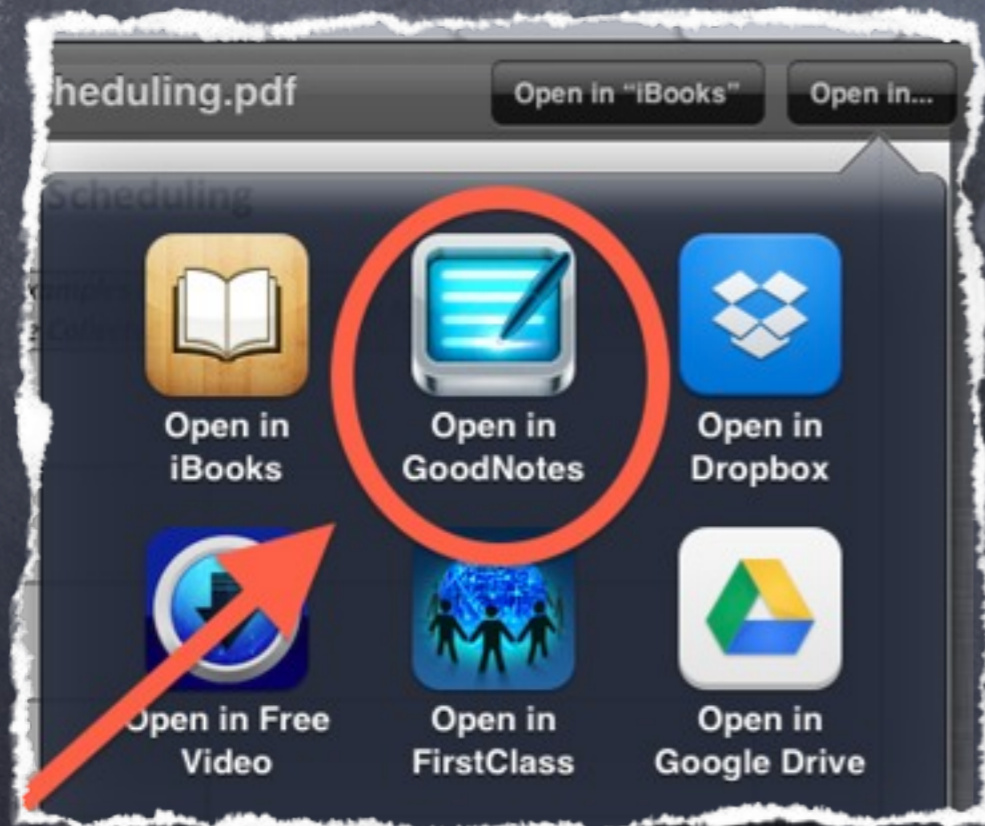 heduling.pdf
Open in “iBooks”
Open in...
Scheduling
Open in
iBooks
Open in
GoodNotes
Open in
Dropbox
Open in Free
Video
Open in
FirstClass
Open in
Google Drive